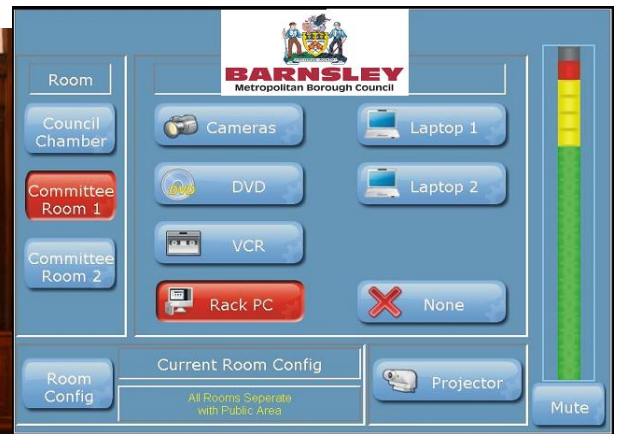 BARNSLEY
Metropolitan Borough Council
Room
Council
Chamber
Committee
Room 1
Committee
Room 2
Cameras
Laptop 1
DVD
DVD
Laptop 2
VCR
Rack PC
None
Room
Config
Current Room Config
All Rooms Seperate
with Public Area
Projector
Mute